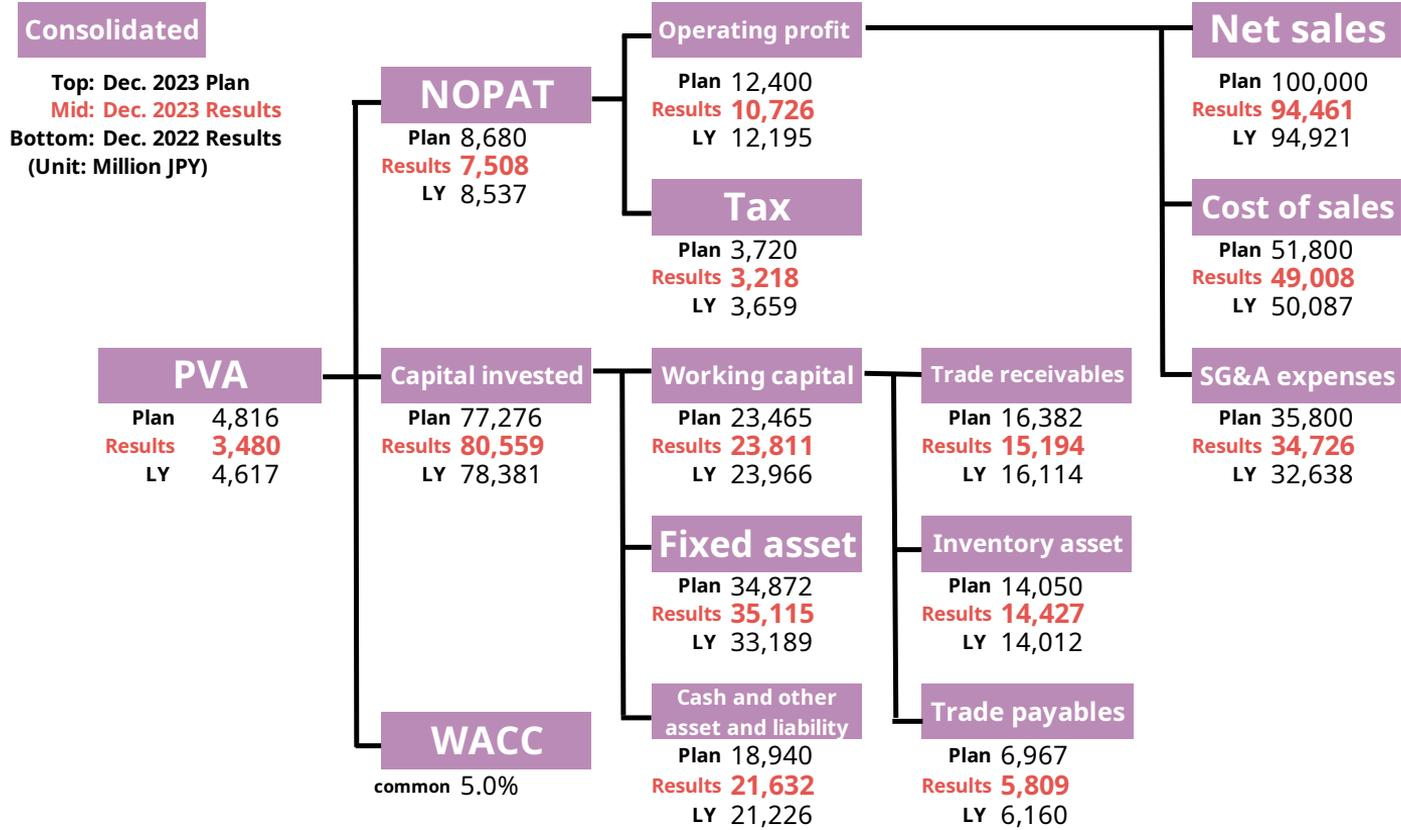 Consolidated
Top: Dec. 2023 Plan
Mid: Dec. 2023 Results
Bottom: Dec. 2022 Results
(Unit: Million JPY)
PVA
Plan 4,816
Results 3,480
LY 4,617
NOPAT
Plan 8,680
Results 7,508
LY 8,537
Capital invested
Plan 77,276
Results 80,559
LY 78,381
WACC
common 5.0%
Operating profit
Plan 12,400
Results 10,726
LY 12,195
Tax
Plan 3,720
Results 3,218
LY 3,659
Working capital
Plan 23,465
Results 23,811
LY 23,966
Fixed asset
Plan 34,872
Results 35,115
LY 33,189
Cash and other
asset and liability
Plan 18,940
Results 21,632
LY 21,226
Trade receivables
Plan 16,382
Results 15,194
LY 16,114
Inventory asset
Plan 14,050
Results 14,427
LY 14,012
Trade payables
Plan 6,967
Results 5,809
LY 6,160
Net sales
Plan 100,000
Results 94,461
LY 94,921
Cost of sales
Plan 51,800
Results 49,008
LY 50,087
SG&A expenses
Plan 35,800
Results 34,726
LY 32,638